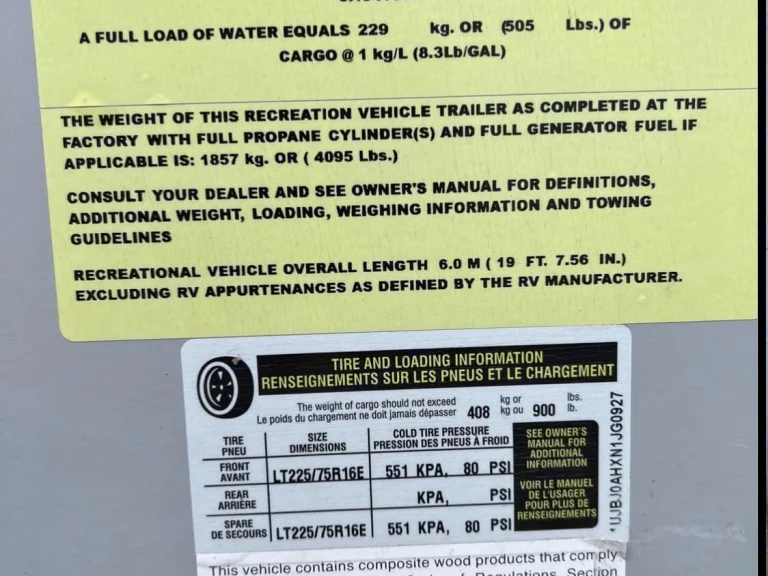 A FULL LOAD OF WATER EQUALS 229 kg. OR (505 Lbs.) OF
CARGO @ 1 kg/L (8.3Lb/GAL)
THE WEIGHT OF THIS RECREATION VEHICLE TRAILER AS COMPLETED AT THE
FACTORY WITH FULL PROPANE CYLINDER(S) AND FULL GENERATOR FUEL IF
APPLICABLE IS: 1857 kg. OR ( 4095 Lbs.)
CONSULT YOUR DEALER AND SEE OWNER'S MANUAL FOR DEFINITIONS,
ADDITIONAL WEIGHT, LOADING, WEIGHING INFORMATION AND TOWING
GUIDELINES
RECREATIONAL VEHICLE OVERALL LENGTH 6.0 M ( 19 FT. 7.56 IN.)
EXCLUDING RV APPURTENANCES AS DEFINED BY THE RV MANUFACTURER.
TIRE AND LOADING INFORMATION
RENSEIGNEMENTS SUR LES PNEUS ET LE CHARGEMENT
The weight of cargo should not exceed kg or lbs.
Le poids du chargement ne doit jamais dépasser 408 kg ou 900 lb.
TIRE SIZE COLD TIRE PRESSURE
PNEU DIMENSIONS PRESSION DES PNEUS À FROID
FRONT
AVANT LT225/75R16E 551 KPA, 80 PSI
REAR
ARRIÈRE KPA, PSI
SPARE
DE SECOURS LT225/75R16E 551 KPA, 80 PSI
SEE OWNER'S
MANUAL FOR
ADDITIONAL
INFORMATION
VOIR LE MANUEL
DE L'USAGER
POUR PLUS DE
RENSEIGNEMENTS
*UJBJ0AHXN1JG0927
This vehicle contains composite wood products that comply
Regulations, Section